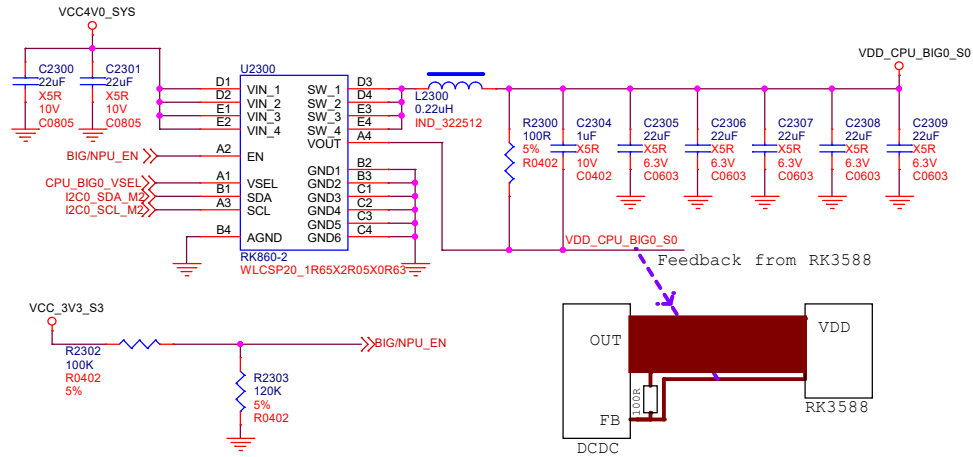 VCC4V0_SYS
C2300
22uF
X5R
10V
C0805
C2301
22uF
X5R
10V
C0805
U2300
D1 VIN_1
D2 VIN_2
E1 VIN_3
E2 VIN_4
A2 EN
A1 VSEL
B1 SDA
A3 SCL
B4 AGND
SW_1 D3
SW_2 D4
SW_3 E3
SW_4 E4
VOUT A4
GND1 B2
GND2 B3
GND3 C1
GND4 C2
GND5 C3
GND6 C4
RK860-2
WLCSP20_1R65X2R05X0R63
BIG/NPU_EN
CPU_BIG0_VSEL
I2C0_SDA_M2
I2C0_SCL_M2
L2300
0.22uH
IND_322512
VDD_CPU_BIG0_S0
R2300
100R
5%
R0402
C2304
1uF
X5R
10V
C0402
C2305
22uF
X5R
6.3V
C0603
C2306
22uF
X5R
6.3V
C0603
C2307
22uF
X5R
6.3V
C0603
C2308
22uF
X5R
6.3V
C0603
C2309
22uF
X5R
6.3V
C0603
VDD_CPU_BIG0_S0
Feedback from RK3588
VCC_3V3_S3
R2302
100K
R0402
5%
BIG/NPU_EN
R2303
120K
5%
R0402
OUT
VDD
100R
FB
DCDC
RK3588